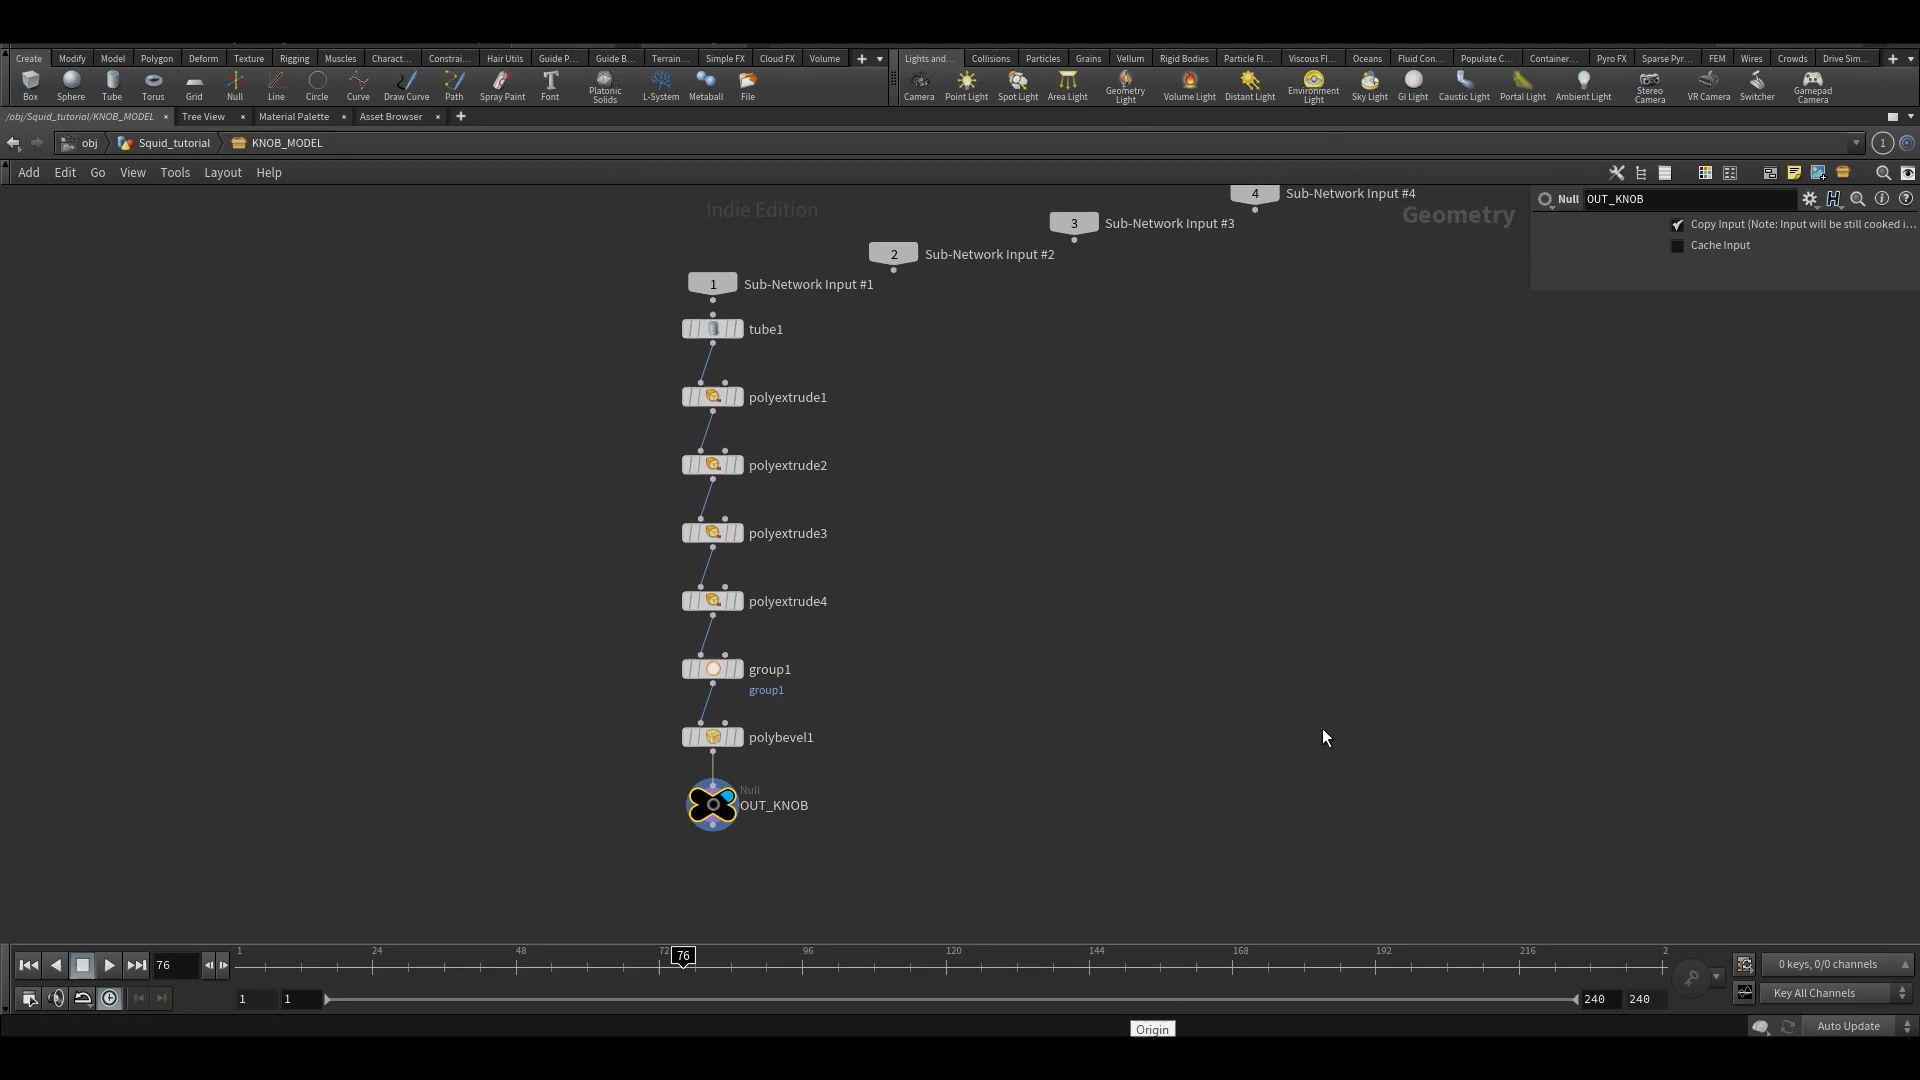 Create Modify Model Polygon Deform Texture Rigging Muscles Charact... Constrai... Hair Utils Guide P... Guide B... Terrain... Simple FX Cloud FX Volume
Lights and... Collisions Particles Grains Vellum Rigid Bodies Particle Fl... Viscous Fl... Oceans Fluid Con... Populate C... Container... Pyro FX Sparse Pyr... FEM Wires Crowds Drive Sim...
Box Sphere Tube Torus Grid Null Line Circle Curve Draw Curve Path Spray Paint Font Platonic Solids L-System Metaball File
Camera Point Light Spot Light Area Light Geometry Light Volume Light Distant Light Environment Light Sky Light GI Light Caustic Light Portal Light Ambient Light Stereo Camera VR Camera Switcher Gamepad Camera
/obj/Squid_tutorial/KNOB_MODEL Tree View Material Palette Asset Browser
obj Squid_tutorial KNOB_MODEL 1
Add Edit Go View Tools Layout Help
Indie Edition
Geometry
4 Sub-Network Input #4
3 Sub-Network Input #3
2 Sub-Network Input #2
1 Sub-Network Input #1
Null OUT_KNOB
Copy Input (Note: Input will be still cooked i...
Cache Input
tube1
polyextrude1
polyextrude2
polyextrude3
polyextrude4
group1
group1
polybevel1
Null
OUT_KNOB
76
1 24 48 72 76 96 120 144 168 192 216 2
0 keys, 0/0 channels
1 1 240 240
Key All Channels
Origin
Auto Update